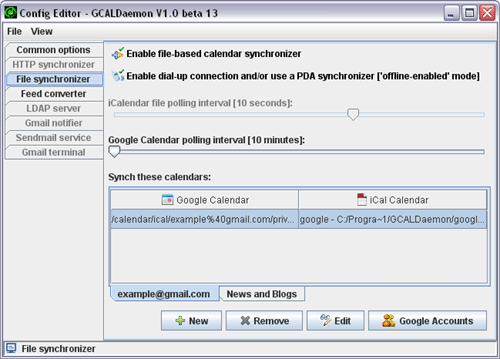 Config Editor - GCALDaemon V1.0 beta 13
File View
Common options
HTTP synchronizer
File synchronizer
Feed converter
LDAP server
Gmail notifier
Sendmail service
Gmail terminal
Enable file-based calendar synchronizer
Enable dial-up connection and/or use a PDA synchronizer ['offline-enabled' mode]
iCalendar file polling interval [10 seconds]:
Google Calendar polling interval [10 minutes]:
Synch these calendars:
Google Calendar iCal Calendar
/calendar/ical/example%40gmail.com/priv... google - C:/Progra~1/GCALDaemon/googl...
example@gmail.com News and Blogs
New Remove Edit Google Accounts
File synchronizer